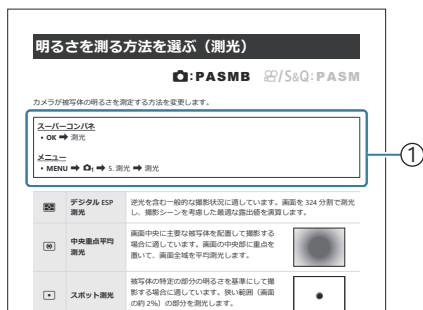 明るさを測る方法を選ぶ（測光）
:PASMB /S&Q:PASM
カメラが被写体の明るさを測定する方法を変更します。
スーパーコンパネ
• OK ➡ 測光
メニュー
• MENU ➡ 1 ➡ 5. 測光 ➡ 測光
①
デジタル ESP
測光
逆光を含む一般的な撮影状況に適しています。画面を 324 分割で測光
し、撮影シーンを考慮した最適な露出値を演算します。
中央重点平均
測光
画面中央に主要な被写体を配置して撮影する
場合に適しています。画面の中央部に重点を
置いて、画面全域を平均測光します。
スポット測光
被写体の特定の部分の明るさを基準にして撮
影する場合に適しています。狭い範囲（画面
の約 2%）の部分を測光します。